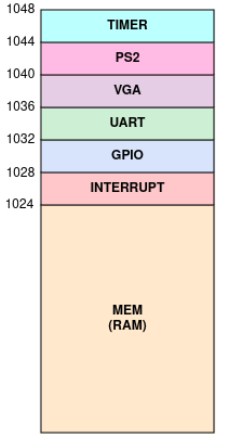 1048
TIMER
1044
PS2
1040
VGA
1036
UART
1032
GPIO
1028
INTERRUPT
1024
MEM
(RAM)